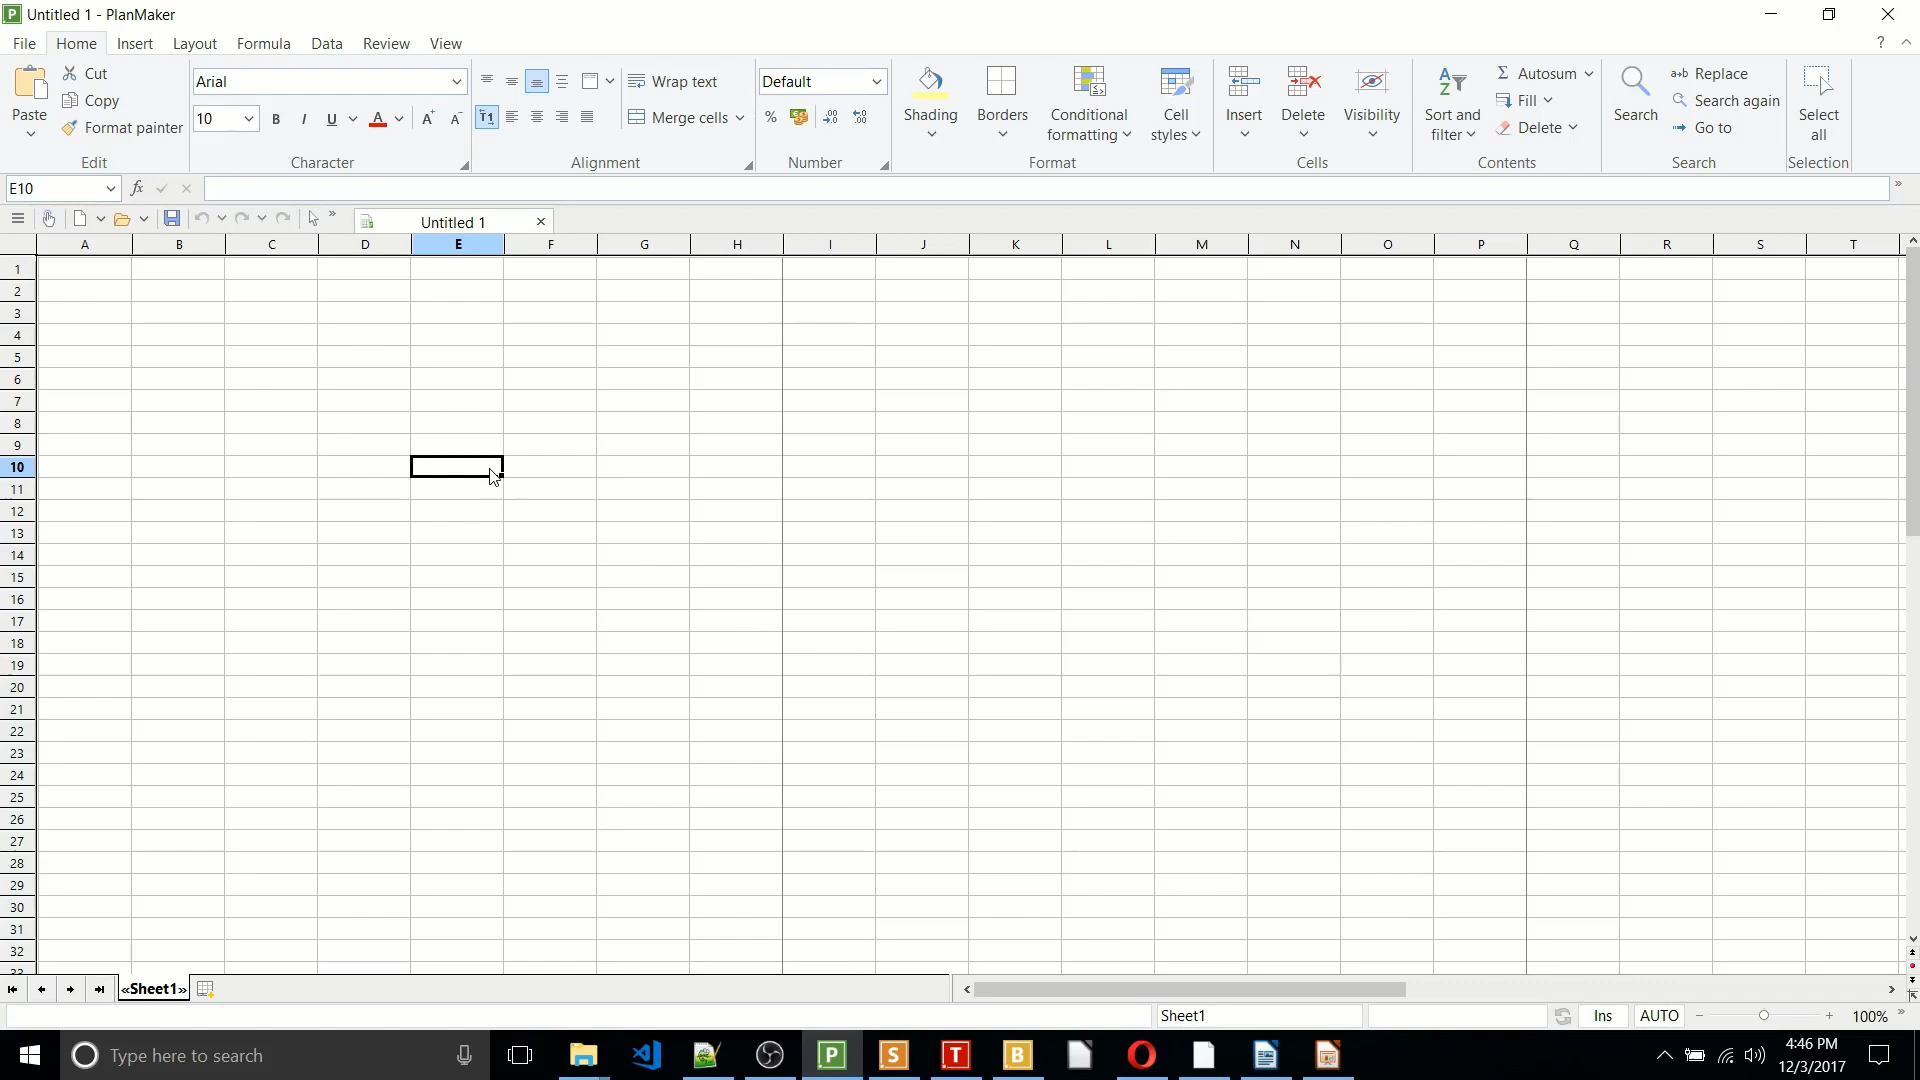 Untitled 1 - PlanMaker
File Home Insert Layout Formula Data Review View
Paste
Cut
Copy
Format painter
Edit
Arial
10
B I U A A A
Character
Wrap text
Merge cells
Alignment
Default
%
Number
Shading
Borders
Conditional
formatting
Cell
styles
Format
Insert
Delete
Visibility
Cells
Sort and
filter
Autosum
Fill
Delete
Contents
Search
Replace
Search again
Go to
Search
Select
all
Selection
E10
fx
Untitled 1
A B C D E F G H I J K L M N O P Q R S T
1
2
3
4
5
6
7
8
9
10
11
12
13
14
15
16
17
18
19
20
21
22
23
24
25
26
27
28
29
30
31
32
33
«Sheet1»
Sheet1
Ins
AUTO
100%
Type here to search
P S T B
4:46 PM
12/3/2017